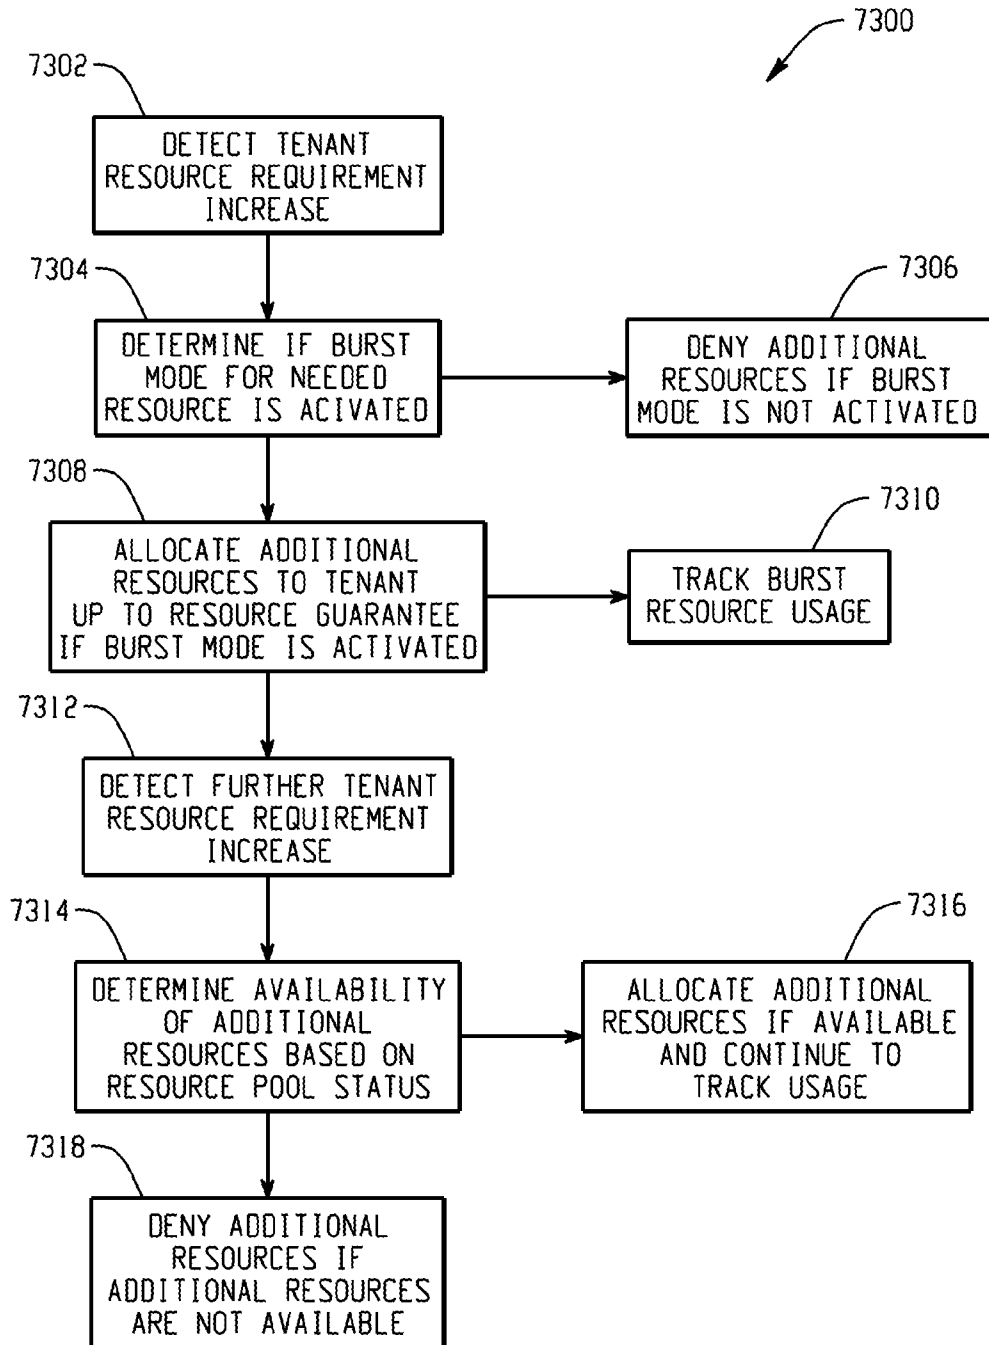 7300
7302
DETECT TENANT
RESOURCE REQUIREMENT
INCREASE
7304
DETERMINE IF BURST
MODE FOR NEEDED
RESOURCE IS ACIVATED
7306
DENY ADDITIONAL
RESOURCES IF BURST
MODE IS NOT ACTIVATED
7308
ALLOCATE ADDITIONAL
RESOURCES TO TENANT
UP TO RESOURCE GUARANTEE
IF BURST MODE IS ACTIVATED
7310
TRACK BURST
RESOURCE USAGE
7312
DETECT FURTHER TENANT
RESOURCE REQUIREMENT
INCREASE
7314
DETERMINE AVAILABILITY
OF ADDITIONAL
RESOURCES BASED ON
RESOURCE POOL STATUS
7316
ALLOCATE ADDITIONAL
RESOURCES IF AVAILABLE
AND CONTINUE TO
TRACK USAGE
7318
DENY ADDITIONAL
RESOURCES IF
ADDITIONAL RESOURCES
ARE NOT AVAILABLE